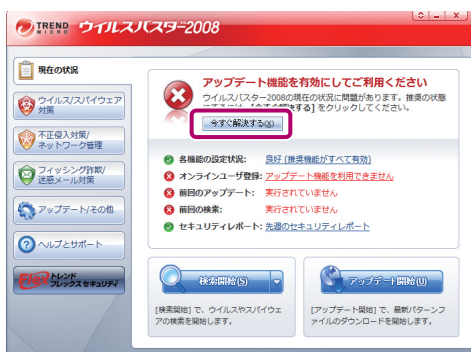 TREND MICRO ウイルスバスター2008
現在の状況
ウイルス/スパイウェア
対策
不正侵入対策/
ネットワーク管理
フィッシング詐欺/
迷惑メール対策
アップデート/その他
ヘルプとサポート
Flex トレンド
フレックス セキュリティ
アップデート機能を
有効にしてご利用ください
ウイルスバスター2008の現在の状況に問題があります。推奨の状態
にするには、[今すぐ解決する] をクリックしてください。
今すぐ解決する(X)
各機能の設定状況: 良好 (推奨機能がすべて有効)
オンラインユーザ登録: アップデート機能を利用できません
前回のアップデート: 実行されていません
前回の検索: 実行されていません
セキュリティレポート: 先週のセキュリティレポート
検索開始(S)
[検索開始] で、ウイルスやスパイウェ
アの検索を開始します。
アップデート開始(U)
[アップデート開始] で、最新パターンフ
ァイルのダウンロードを開始します。